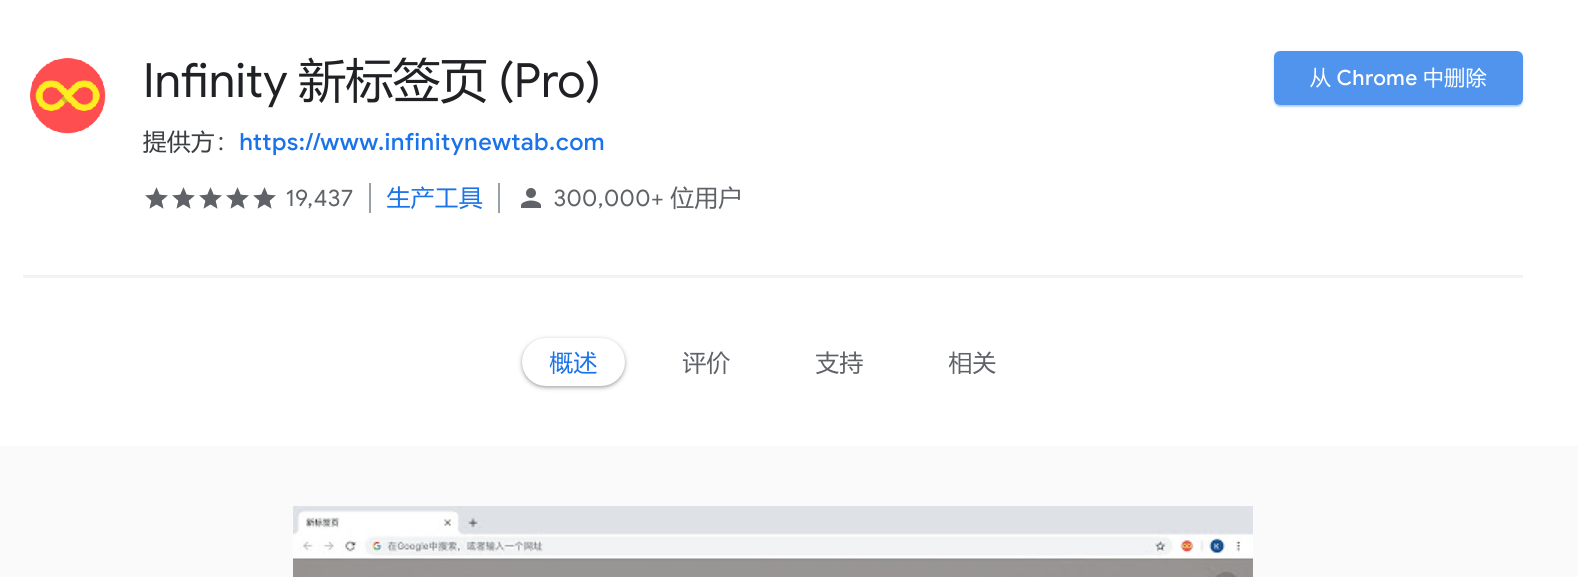 Infinity 新标签页 (Pro)
从 Chrome 中删除
提供方：https://www.infinitynewtab.com
19,437 生产工具 300,000+ 位用户
概述 评价 支持 相关
新标签页
在Google中搜索，或者输入一个网址
K